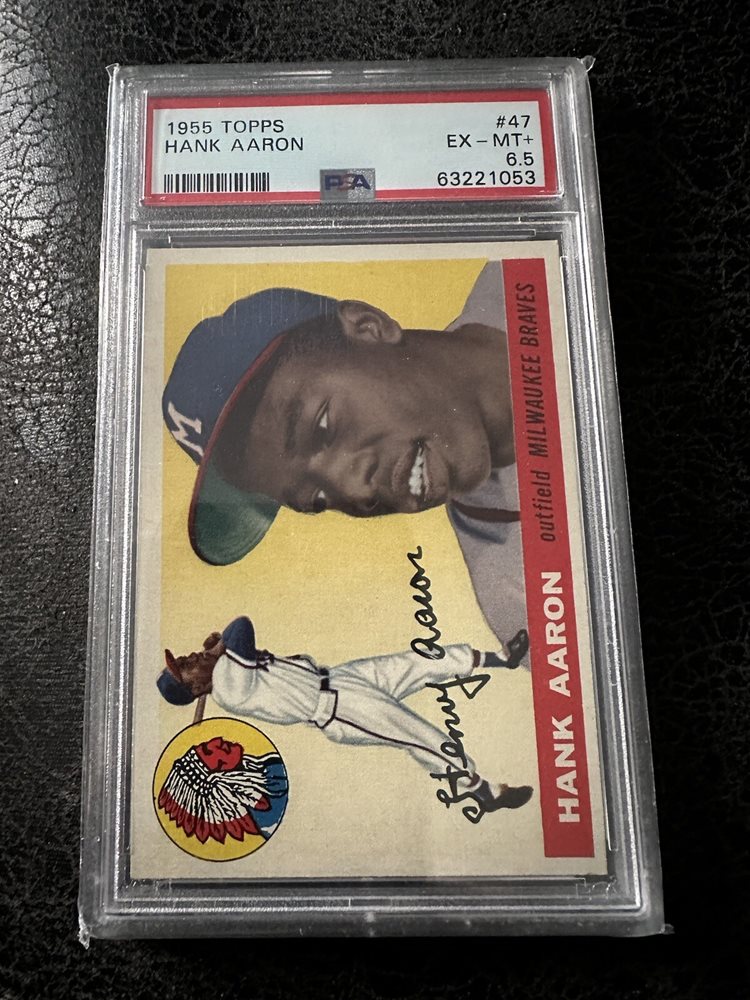 1955 TOPPS #47
HANK AARON EX - MT+
6.5
63221053
PSA
M
outfield MILWAUKEE BRAVES
HANK AARON
Henry Aaron